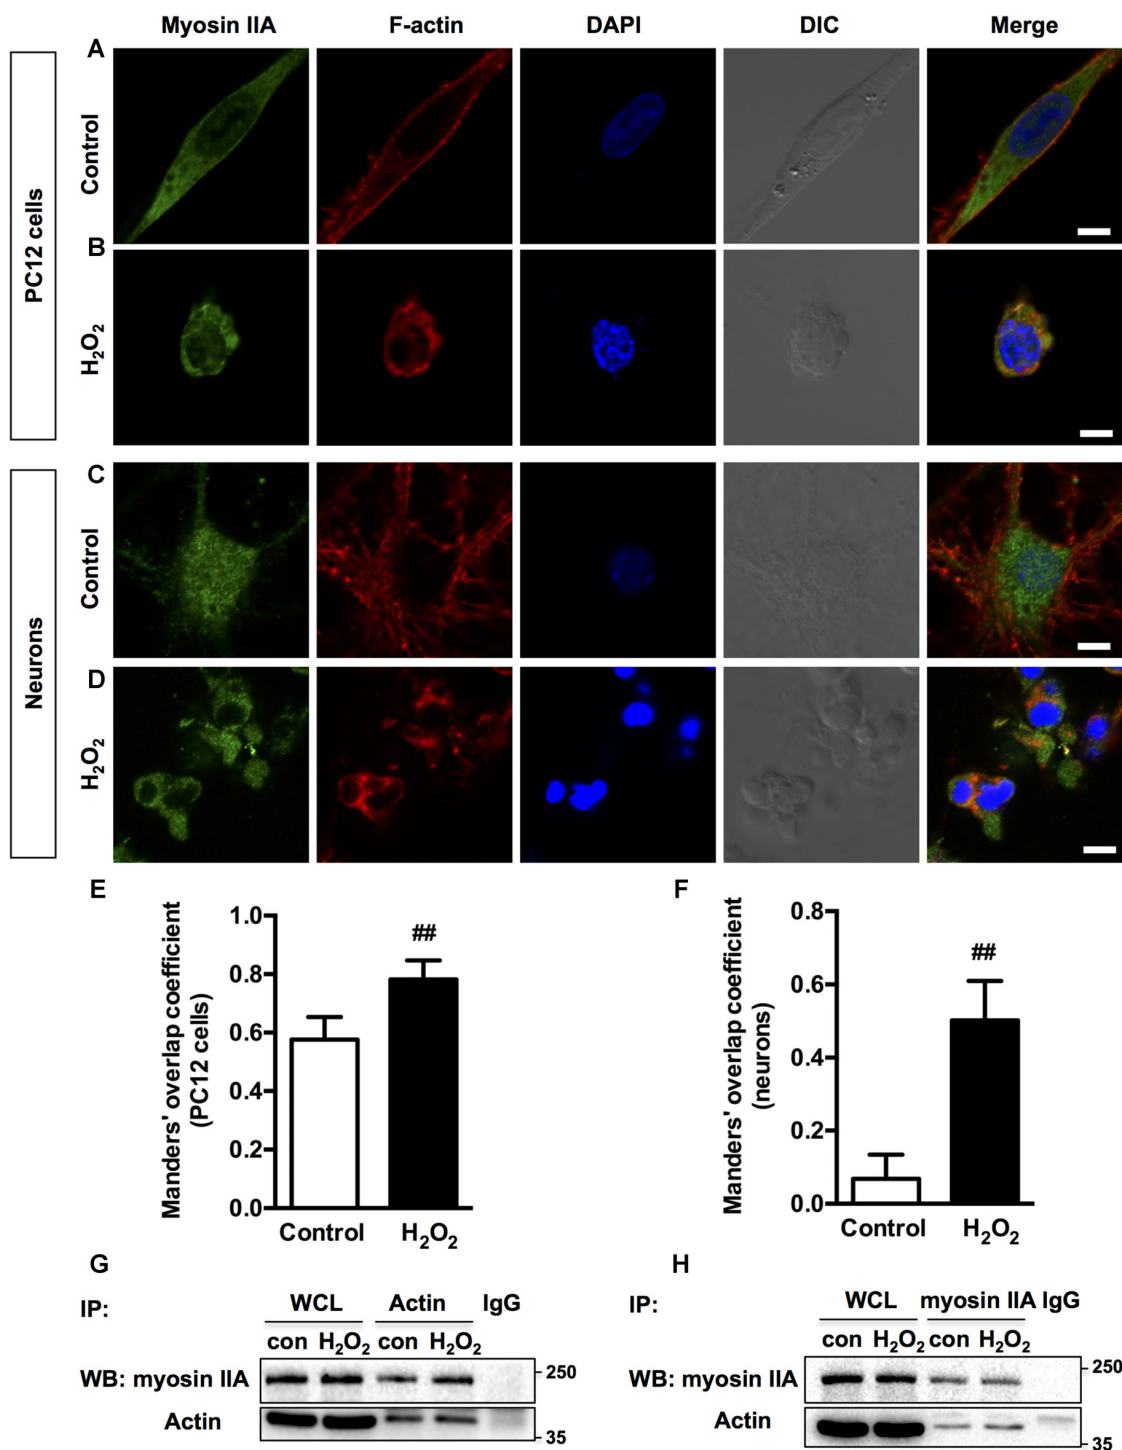 Myosin IIA F-actin DAPI DIC Merge
A
Control
PC12 cells
B
H₂O₂
C
Control
Neurons
D
H₂O₂
E
Manders' overlap coefficient
(PC12 cells)
1.0
0.8
0.6
0.4
0.2
0.0
##
Control H₂O₂
F
Manders' overlap coefficient
(neurons)
0.8
0.6
0.4
0.2
0.0
##
Control H₂O₂
G
IP: WCL Actin IgG
con H₂O₂ con H₂O₂
WB: myosin IIA 250
Actin
35
H
IP: WCL myosin IIA IgG
con H₂O₂ con H₂O₂
250
WB: myosin IIA
Actin
35